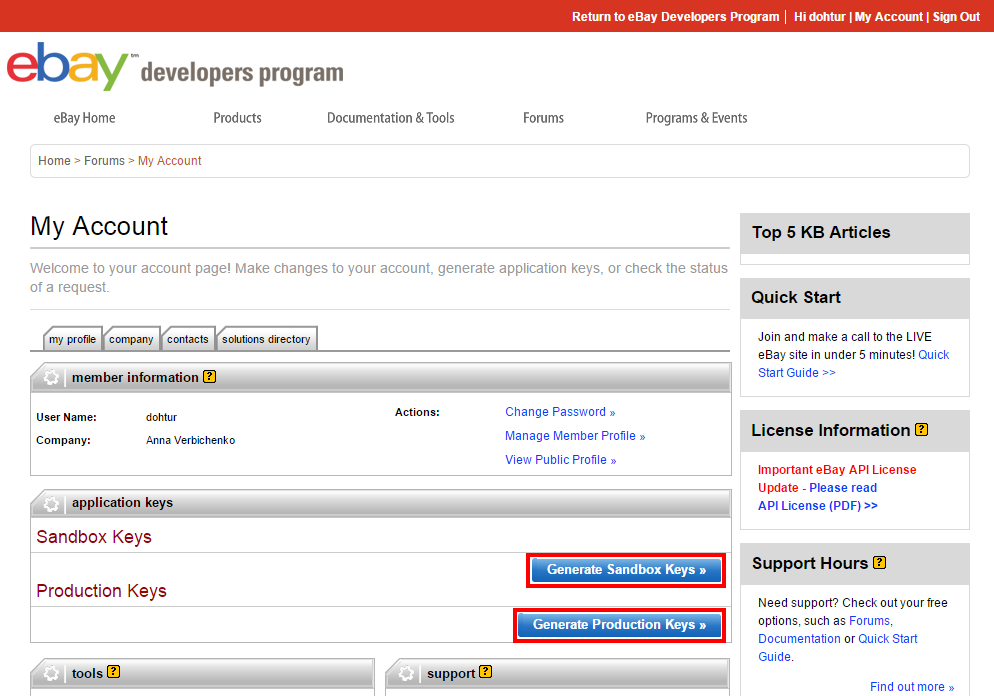 Return to eBay Developers Program | Hi dohtur | My Account | Sign Out
ebay™ developers program
eBay Home Products Documentation & Tools Forums Programs & Events
Home > Forums > My Account
My Account
Welcome to your account page! Make changes to your account, generate application keys, or check the status
of a request.
my profile company contacts solutions directory
member information ?
User Name: dohtur
Company: Anna Verbichenko
Actions: Change Password »
Manage Member Profile »
View Public Profile »
application keys
Sandbox Keys
Generate Sandbox Keys »
Production Keys
Generate Production Keys »
tools ?
support ?
Top 5 KB Articles
Quick Start
Join and make a call to the LIVE
eBay site in under 5 minutes! Quick
Start Guide >>
License Information ?
Important eBay API License
Update - Please read
API License (PDF) >>
Support Hours ?
Need support? Check out your free
options, such as Forums,
Documentation or Quick Start
Guide.
Find out more »